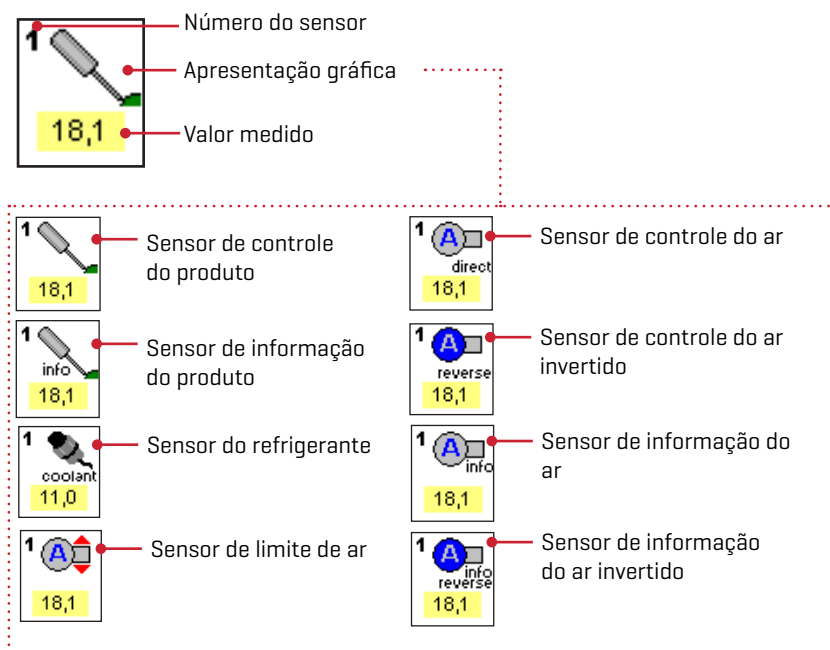 1
Número do sensor
Apresentação gráfica
18,1
Valor medido
1
18,1
Sensor de controle
do produto
1
info
18,1
Sensor de informação
do produto
1
coolant
11,0
Sensor do refrigerante
1
A
18,1
Sensor de limite de ar
1
A
direct
18,1
Sensor de controle do ar
1
A
reverse
18,1
Sensor de controle do ar
invertido
1
A
info
18,1
Sensor de informação do
ar
1
A
info
reverse
18,1
Sensor de informação
do ar invertido